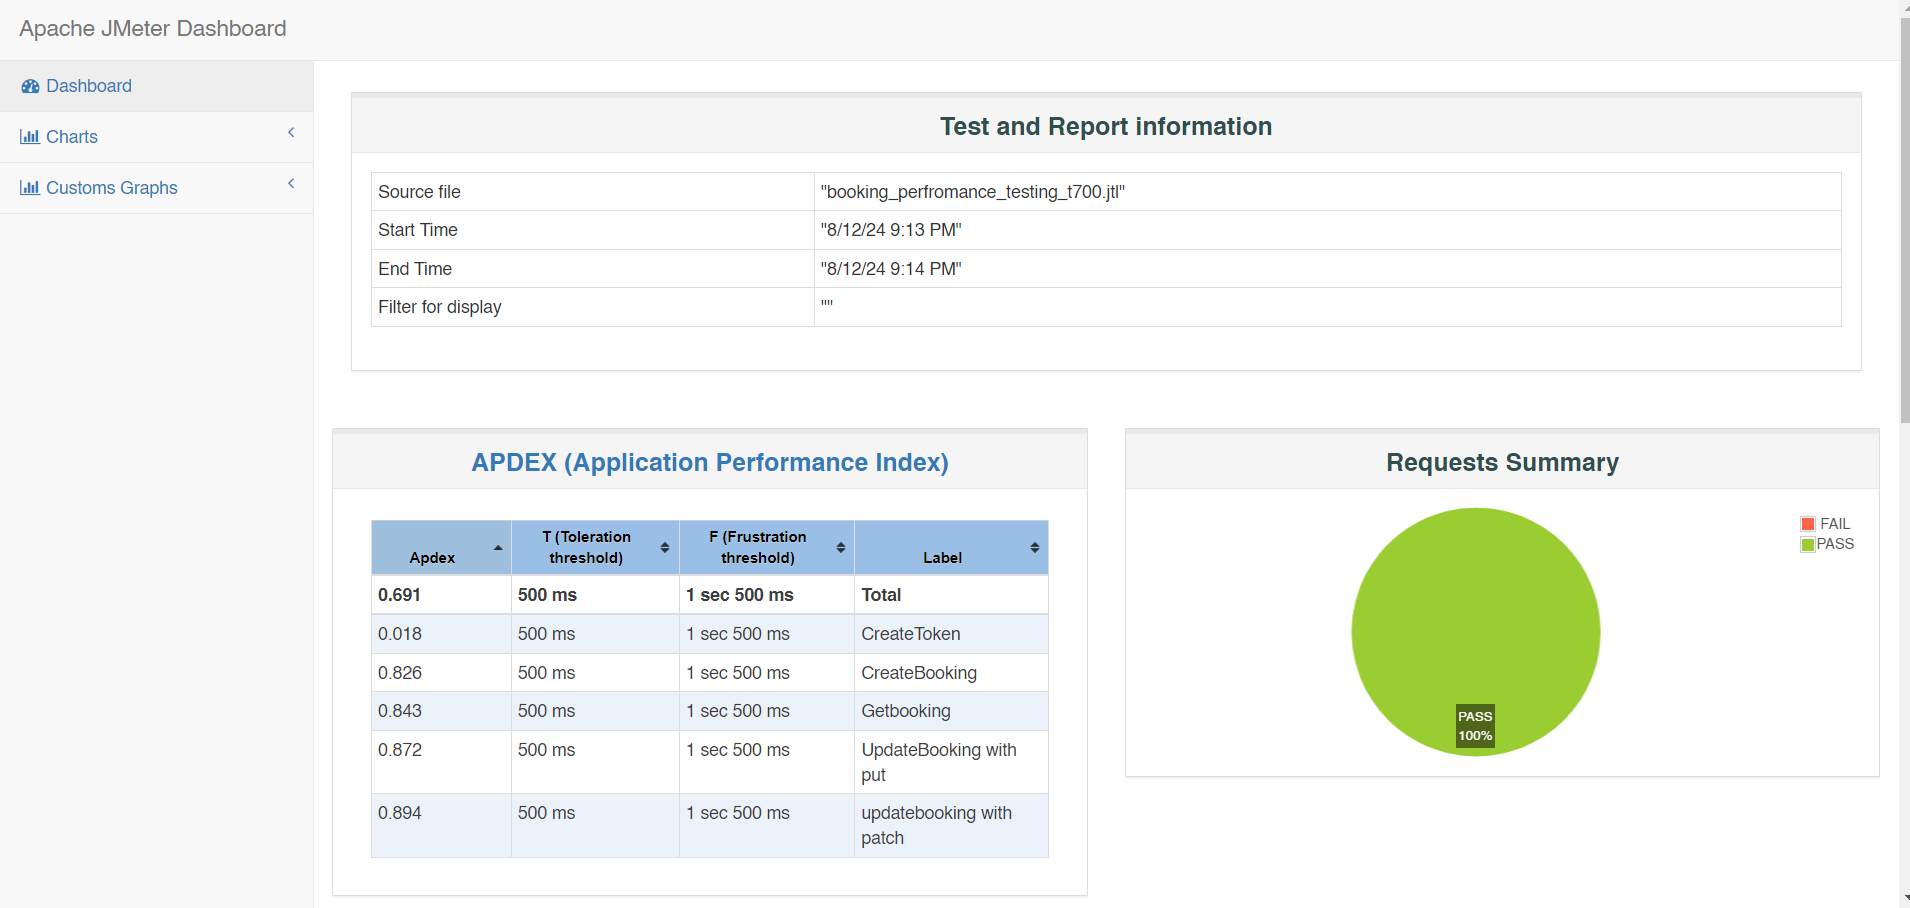 Apache JMeter Dashboard
Dashboard
Charts
Customs Graphs
Test and Report information
Source file "booking_perfromance_testing_t700.jtl"
Start Time "8/12/24 9:13 PM"
End Time "8/12/24 9:14 PM"
Filter for display ""
APDEX (Application Performance Index)
Apdex T (Toleration threshold) F (Frustration threshold) Label
0.691 500 ms 1 sec 500 ms Total
0.018 500 ms 1 sec 500 ms CreateToken
0.826 500 ms 1 sec 500 ms CreateBooking
0.843 500 ms 1 sec 500 ms Getbooking
0.872 500 ms 1 sec 500 ms UpdateBooking with
put
0.894 500 ms 1 sec 500 ms updatebooking with
patch
Requests Summary
FAIL
PASS
PASS
100%